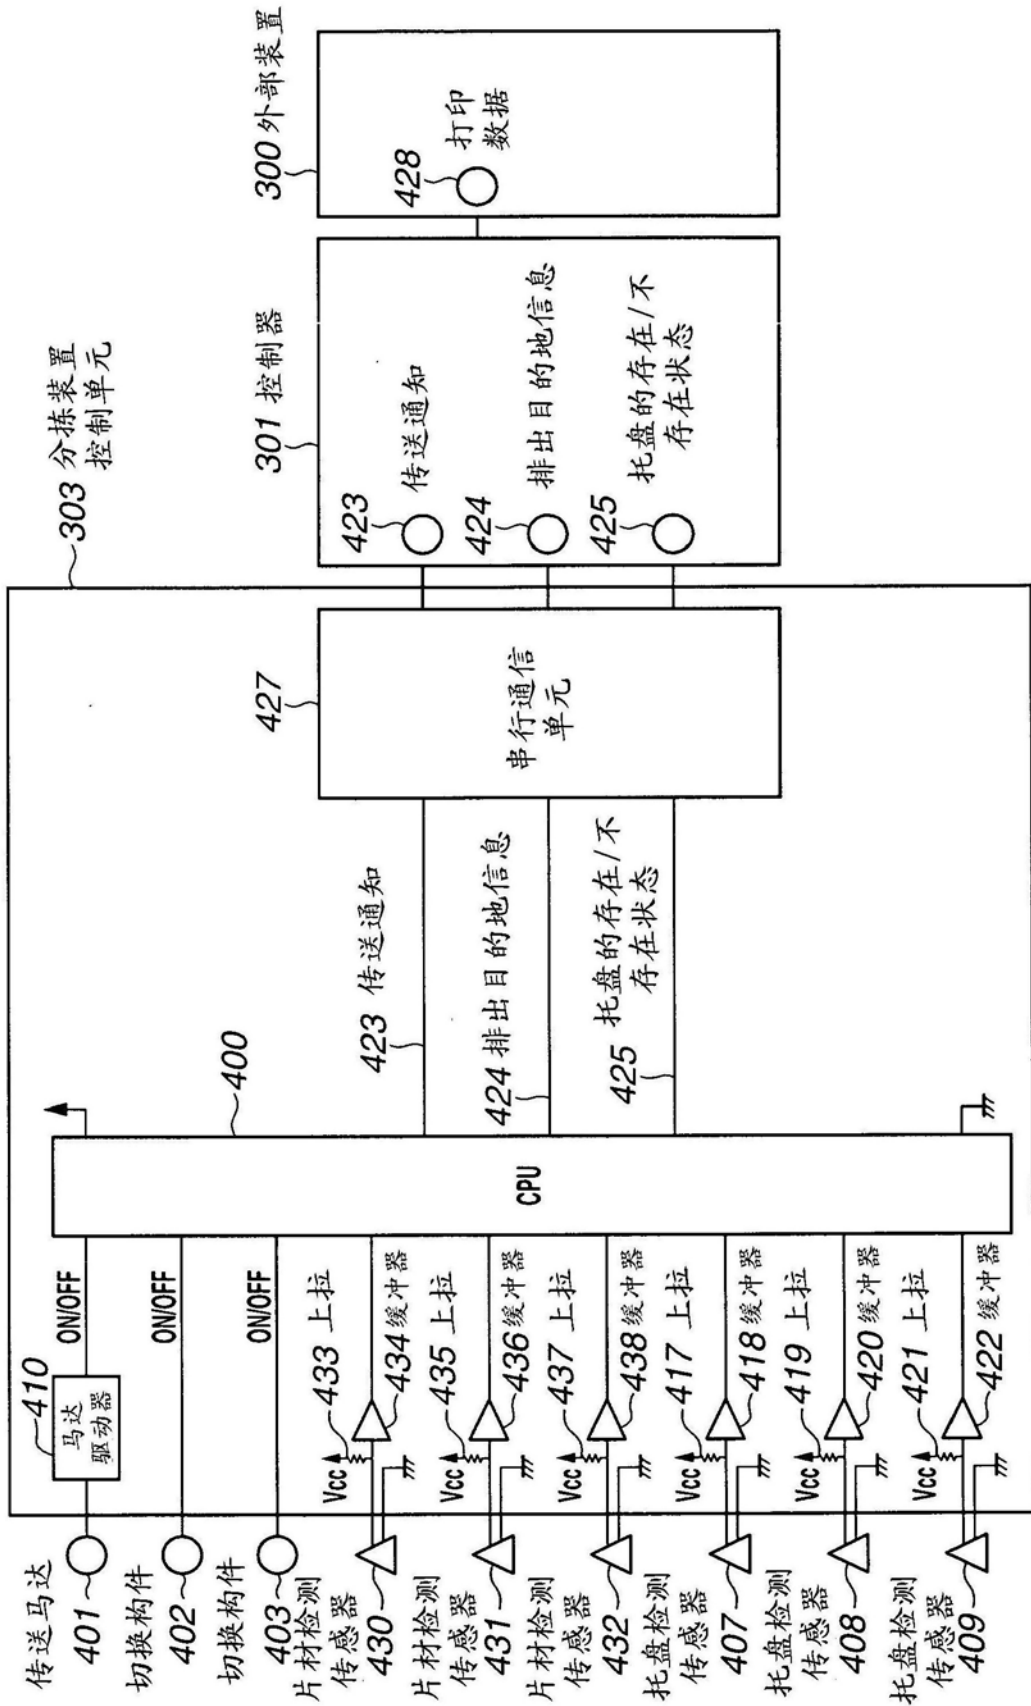 303 分拣装置
控制单元
301 控制器
300 外部装置
传送马达
401
410
马达
驱动器
ON/OFF
切换构件
402
ON/OFF
切换构件
403
ON/OFF
片材检测
传感器
430
Vcc
433 上拉
434 缓冲器
片材检测
传感器
431
Vcc
435 上拉
436 缓冲器
片材检测
传感器
432
Vcc
437 上拉
438 缓冲器
托盘检测
传感器
407
Vcc
417 上拉
418 缓冲器
托盘检测
传感器
408
Vcc
419 上拉
420 缓冲器
托盘检测
传感器
409
Vcc
421 上拉
422 缓冲器
400
CPU
423 传送通知
424 排出目的地信息
425
托盘的存在/不
存在状态
427
串行通信
单元
423
传送通知
424
排出目的地信息
425
托盘的存在/不
存在状态
428
打印
数据